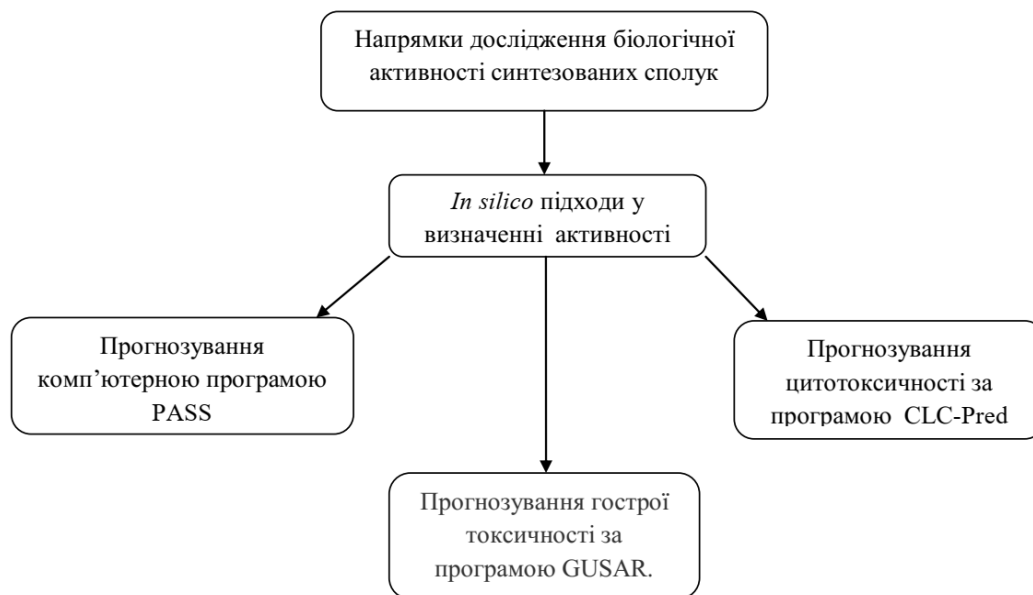 Напрямки дослідження біологічної
активності синтезованих сполук
In silico підходи у
визначенні активності
Прогнозування
комп’ютерною програмою
PASS
Прогнозування
цитотоксичності за
програмою CLC-Pred
Прогнозування гострої
токсичності за
програмою GUSAR.